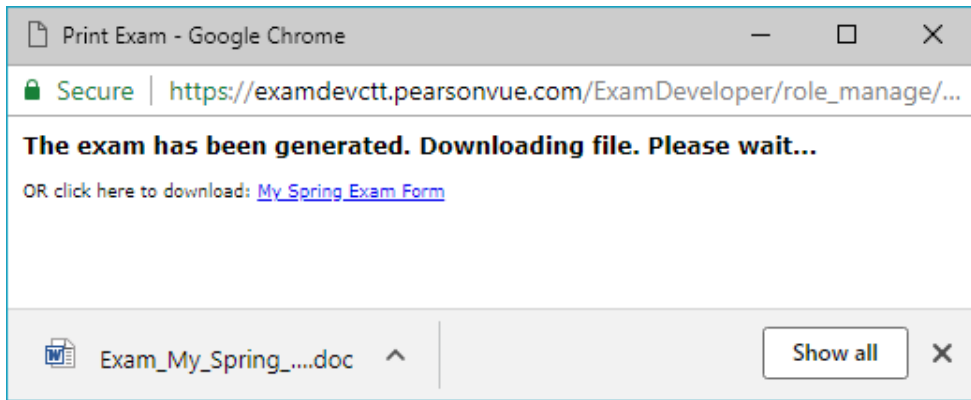 Print Exam - Google Chrome
Secure | https://examdevctt.pearsonvue.com/ExamDeveloper/role_manage/...
The exam has been generated. Downloading file. Please wait...
OR click here to download: My Spring Exam Form
Exam_My_Spring_....doc
Show all